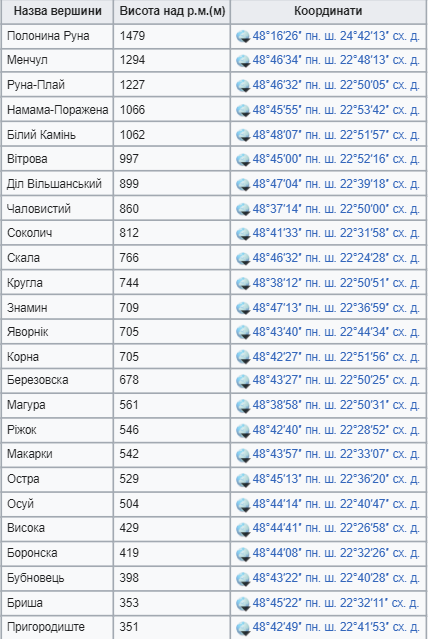 Назва вершини Висота над р.м.(м) Координати
Полонина Руна 1479 48°16′26″ пн. ш. 24°42′13″ сх. д.
Менчул 1294 48°46′34″ пн. ш. 22°48′13″ сх. д.
Руна-Плай 1227 48°46′32″ пн. ш. 22°50′05″ сх. д.
Намама-Поражена 1066 48°45′55″ пн. ш. 22°53′42″ сх. д.
Білий Камінь 1062 48°48′07″ пн. ш. 22°51′57″ сх. д.
Вітрова 997 48°45′00″ пн. ш. 22°52′16″ сх. д.
Діл Вільшанський 899 48°47′04″ пн. ш. 22°39′18″ сх. д.
Чаловистий 860 48°37′14″ пн. ш. 22°50′00″ сх. д.
Соколич 812 48°41′33″ пн. ш. 22°31′58″ сх. д.
Скала 766 48°46′32″ пн. ш. 22°24′28″ сх. д.
Кругла 744 48°38′12″ пн. ш. 22°50′51″ сх. д.
Знамин 709 48°47′13″ пн. ш. 22°36′59″ сх. д.
Яворнік 705 48°43′40″ пн. ш. 22°44′34″ сх. д.
Корна 705 48°42′27″ пн. ш. 22°51′56″ сх. д.
Березовска 678 48°43′27″ пн. ш. 22°50′25″ сх. д.
Магура 561 48°38′58″ пн. ш. 22°50′31″ сх. д.
Ріжок 546 48°42′40″ пн. ш. 22°28′52″ сх. д.
Макарки 542 48°43′57″ пн. ш. 22°33′07″ сх. д.
Остра 529 48°45′13″ пн. ш. 22°36′20″ сх. д.
Осуй 504 48°44′14″ пн. ш. 22°40′47″ сх. д.
Висока 429 48°44′41″ пн. ш. 22°26′58″ сх. д.
Боронска 419 48°44′08″ пн. ш. 22°32′26″ сх. д.
Бубновець 398 48°43′22″ пн. ш. 22°40′28″ сх. д.
Бриша 353 48°45′22″ пн. ш. 22°32′11″ сх. д.
Пригородиште 351 48°42′49″ пн. ш. 22°41′53″ сх. д.